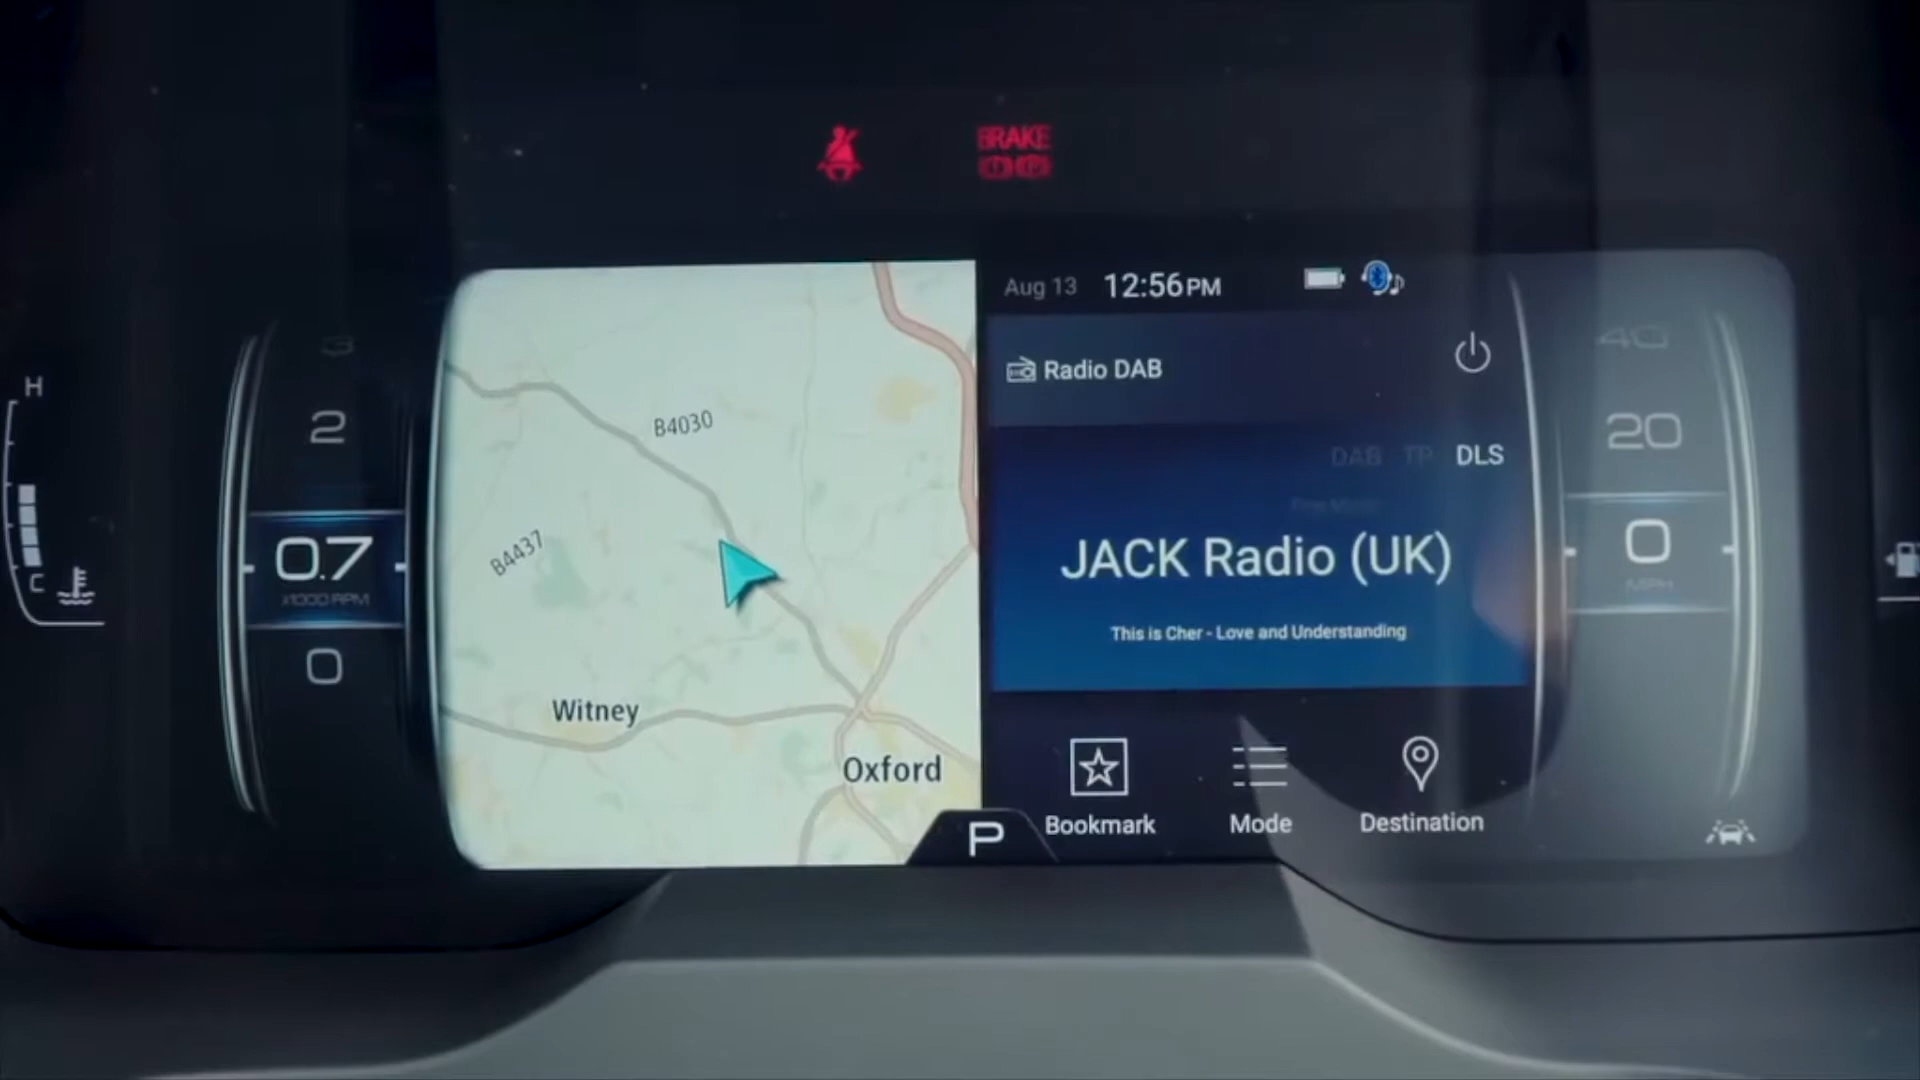 BRAKE
Aug 13 12:56PM
Radio DAB
DAB TP DLS
JACK Radio (UK)
This is Cher - Love and Understanding
Bookmark Mode Destination
B4030
B4437
Witney
Oxford
P
H
C
3
2
0.7
x1000 RPM
0
40
20
0
MPH